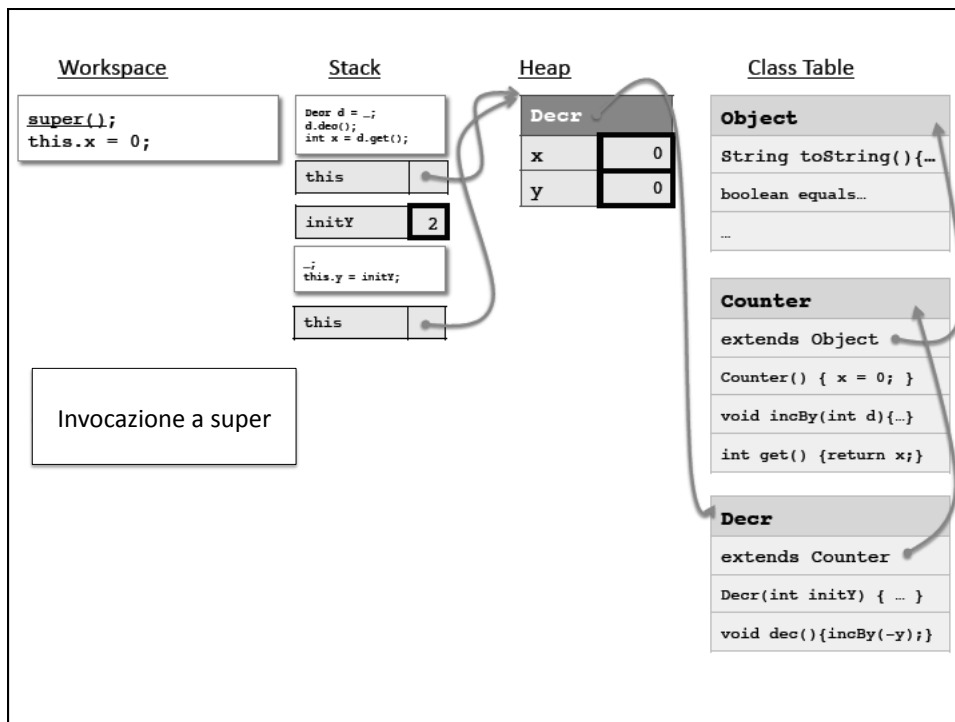 Workspace
Stack
Heap
Class Table
super();
this.x = 0;
Decr d = _;
d.dec();
int x = d.get();
this
initY 2
_;
this.y = initY;
this
Decr
x 0
y 0
Object
String toString(){…
boolean equals…
…
Counter
extends Object
Counter() { x = 0; }
void incBy(int d){…}
int get() {return x;}
Decr
extends Counter
Decr(int initY) { … }
void dec(){incBy(-y);}
Invocazione a super